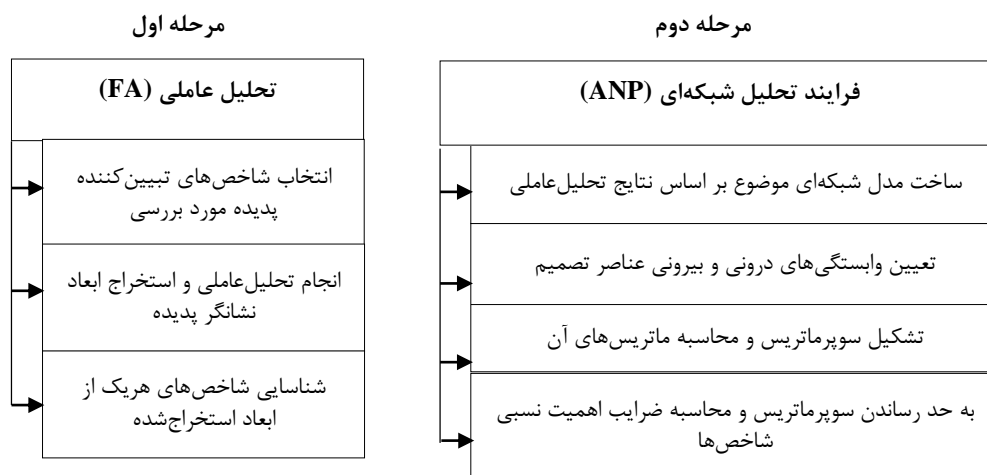 مرحله اول
تحلیل عاملی (FA)
انتخاب شاخص‌های تبیین‌کننده
پدیده مورد بررسی
انجام تحلیل‌عاملی و استخراج ابعاد
نشانگر پدیده
شناسایی شاخص‌های هریک از
ابعاد استخراج‌شده
مرحله دوم
فرایند تحلیل شبکه‌ای (ANP)
ساخت مدل شبکه‌ای موضوع بر اساس نتایج تحلیل‌عاملی
تعیین وابستگی‌های درونی و بیرونی عناصر تصمیم
تشکیل سوپرماتریس و محاسبه ماتریس‌های آن
به حد رساندن سوپرماتریس و محاسبه ضرایب اهمیت نسبی
شاخص‌ها